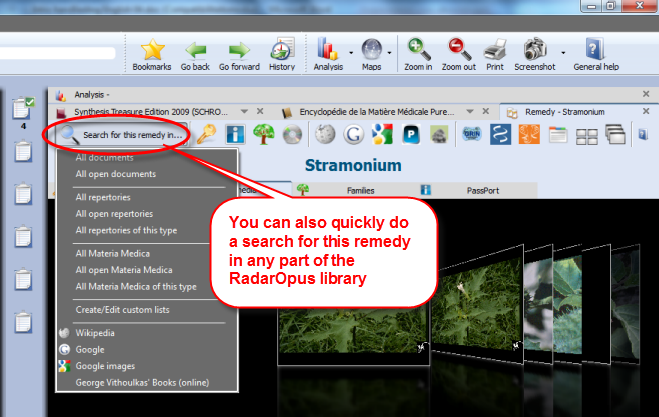 Bookmarks Go back Go forward History Analysis Maps Zoom in Zoom out Print Screenshot General help
Analysis -
Synthesis Treasure Edition 2009 (SCHRO... Encyclopédie de la Matière Médicale Pure... Remedy - Stramonium
4
Search for this remedy in...
All documents
All open documents
Stramonium
Families PassPort
All repertories
All open repertories
All repertories of this type
All Materia Medica
All open Materia Medica
All Materia Medica of this type
Create/Edit custom lists
Wikipedia
Google
Google images
George Vithoulkas' Books (online)
You can also quickly do
a search for this remedy
in any part of the
RadarOpus library